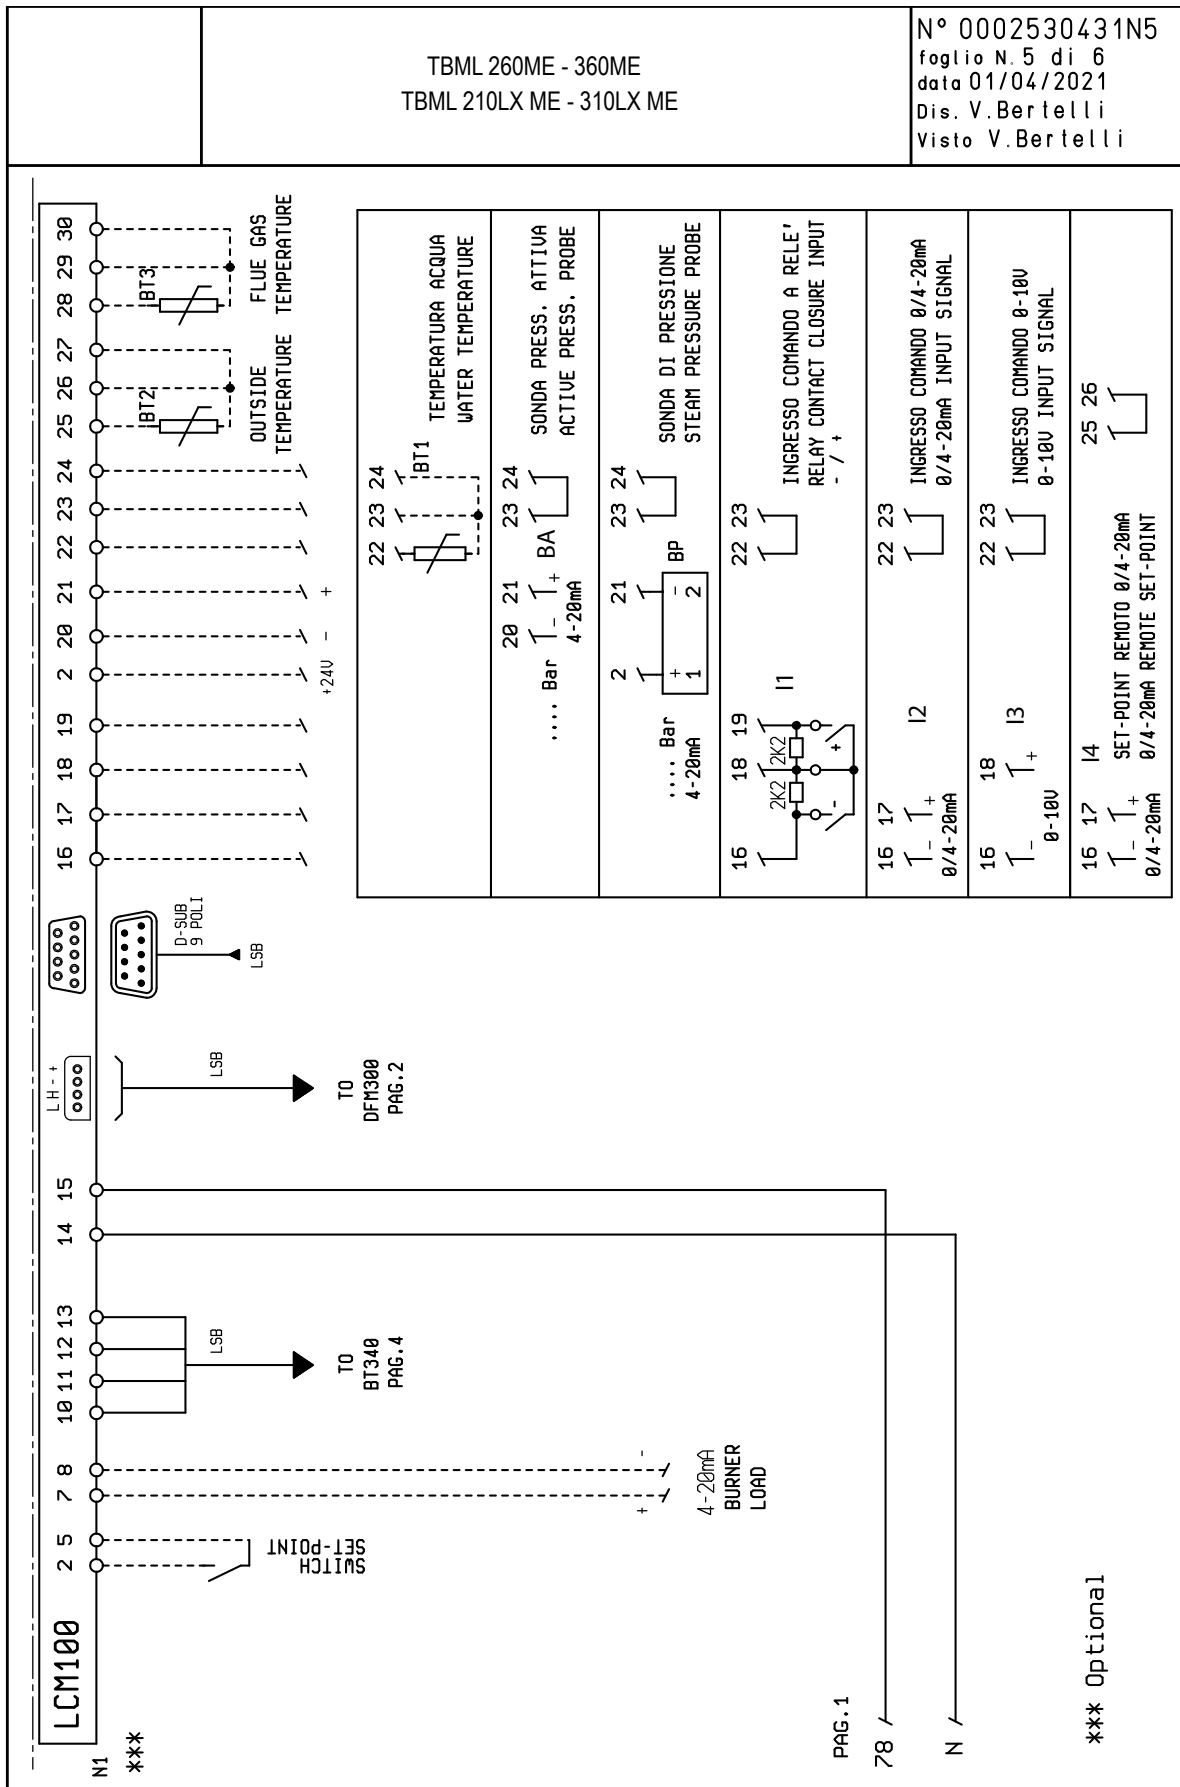 TBML 260ME - 360ME
TBML 210LX ME - 310LX ME
N° 0002530431N5
foglio N. 5 di 6
data 01/04/2021
Dis. V.Bertelli
Visto V.Bertelli
LCM100
N1
***
2 5 7 8 10 11 12 13 14 15
L H - +
16 17 18 19 2 20 21 22 23 24 25 26 27 28 29 30
SWITCH
SET-POINT
+ -
4-20mA
BURNER
LOAD
LSB
TO
BT340
PAG.4
LSB
TO
DFM300
PAG.2
D-SUB
9 POLI
LSB
+24V - +
BT2
OUTSIDE
TEMPERATURE
BT3
FLUE GAS
TEMPERATURE
PAG.1
78
N
22 23 24
BT1
TEMPERATURA ACQUA
WATER TEMPERATURE
.... Bar
20 21
- +
4-20mA
BA
23 24
SONDA PRESS. ATTIVA
ACTIVE PRESS. PROBE
.... Bar
4-20mA
2 21
+ -
1 2
BP
23 24
SONDA DI PRESSIONE
STEAM PRESSURE PROBE
16 18 19
2K2 2K2
- +
I1
22 23
INGRESSO COMANDO A RELE'
RELAY CONTACT CLOSURE INPUT
- / +
16 17
- +
0/4-20mA
I2
22 23
INGRESSO COMANDO 0/4-20mA
0/4-20mA INPUT SIGNAL
16 18
- +
0-10V
I3
22 23
INGRESSO COMANDO 0-10V
0-10V INPUT SIGNAL
16 17
- +
0/4-20mA
I4
SET-POINT REMOTO 0/4-20mA
0/4-20mA REMOTE SET-POINT
25 26
*** Optional